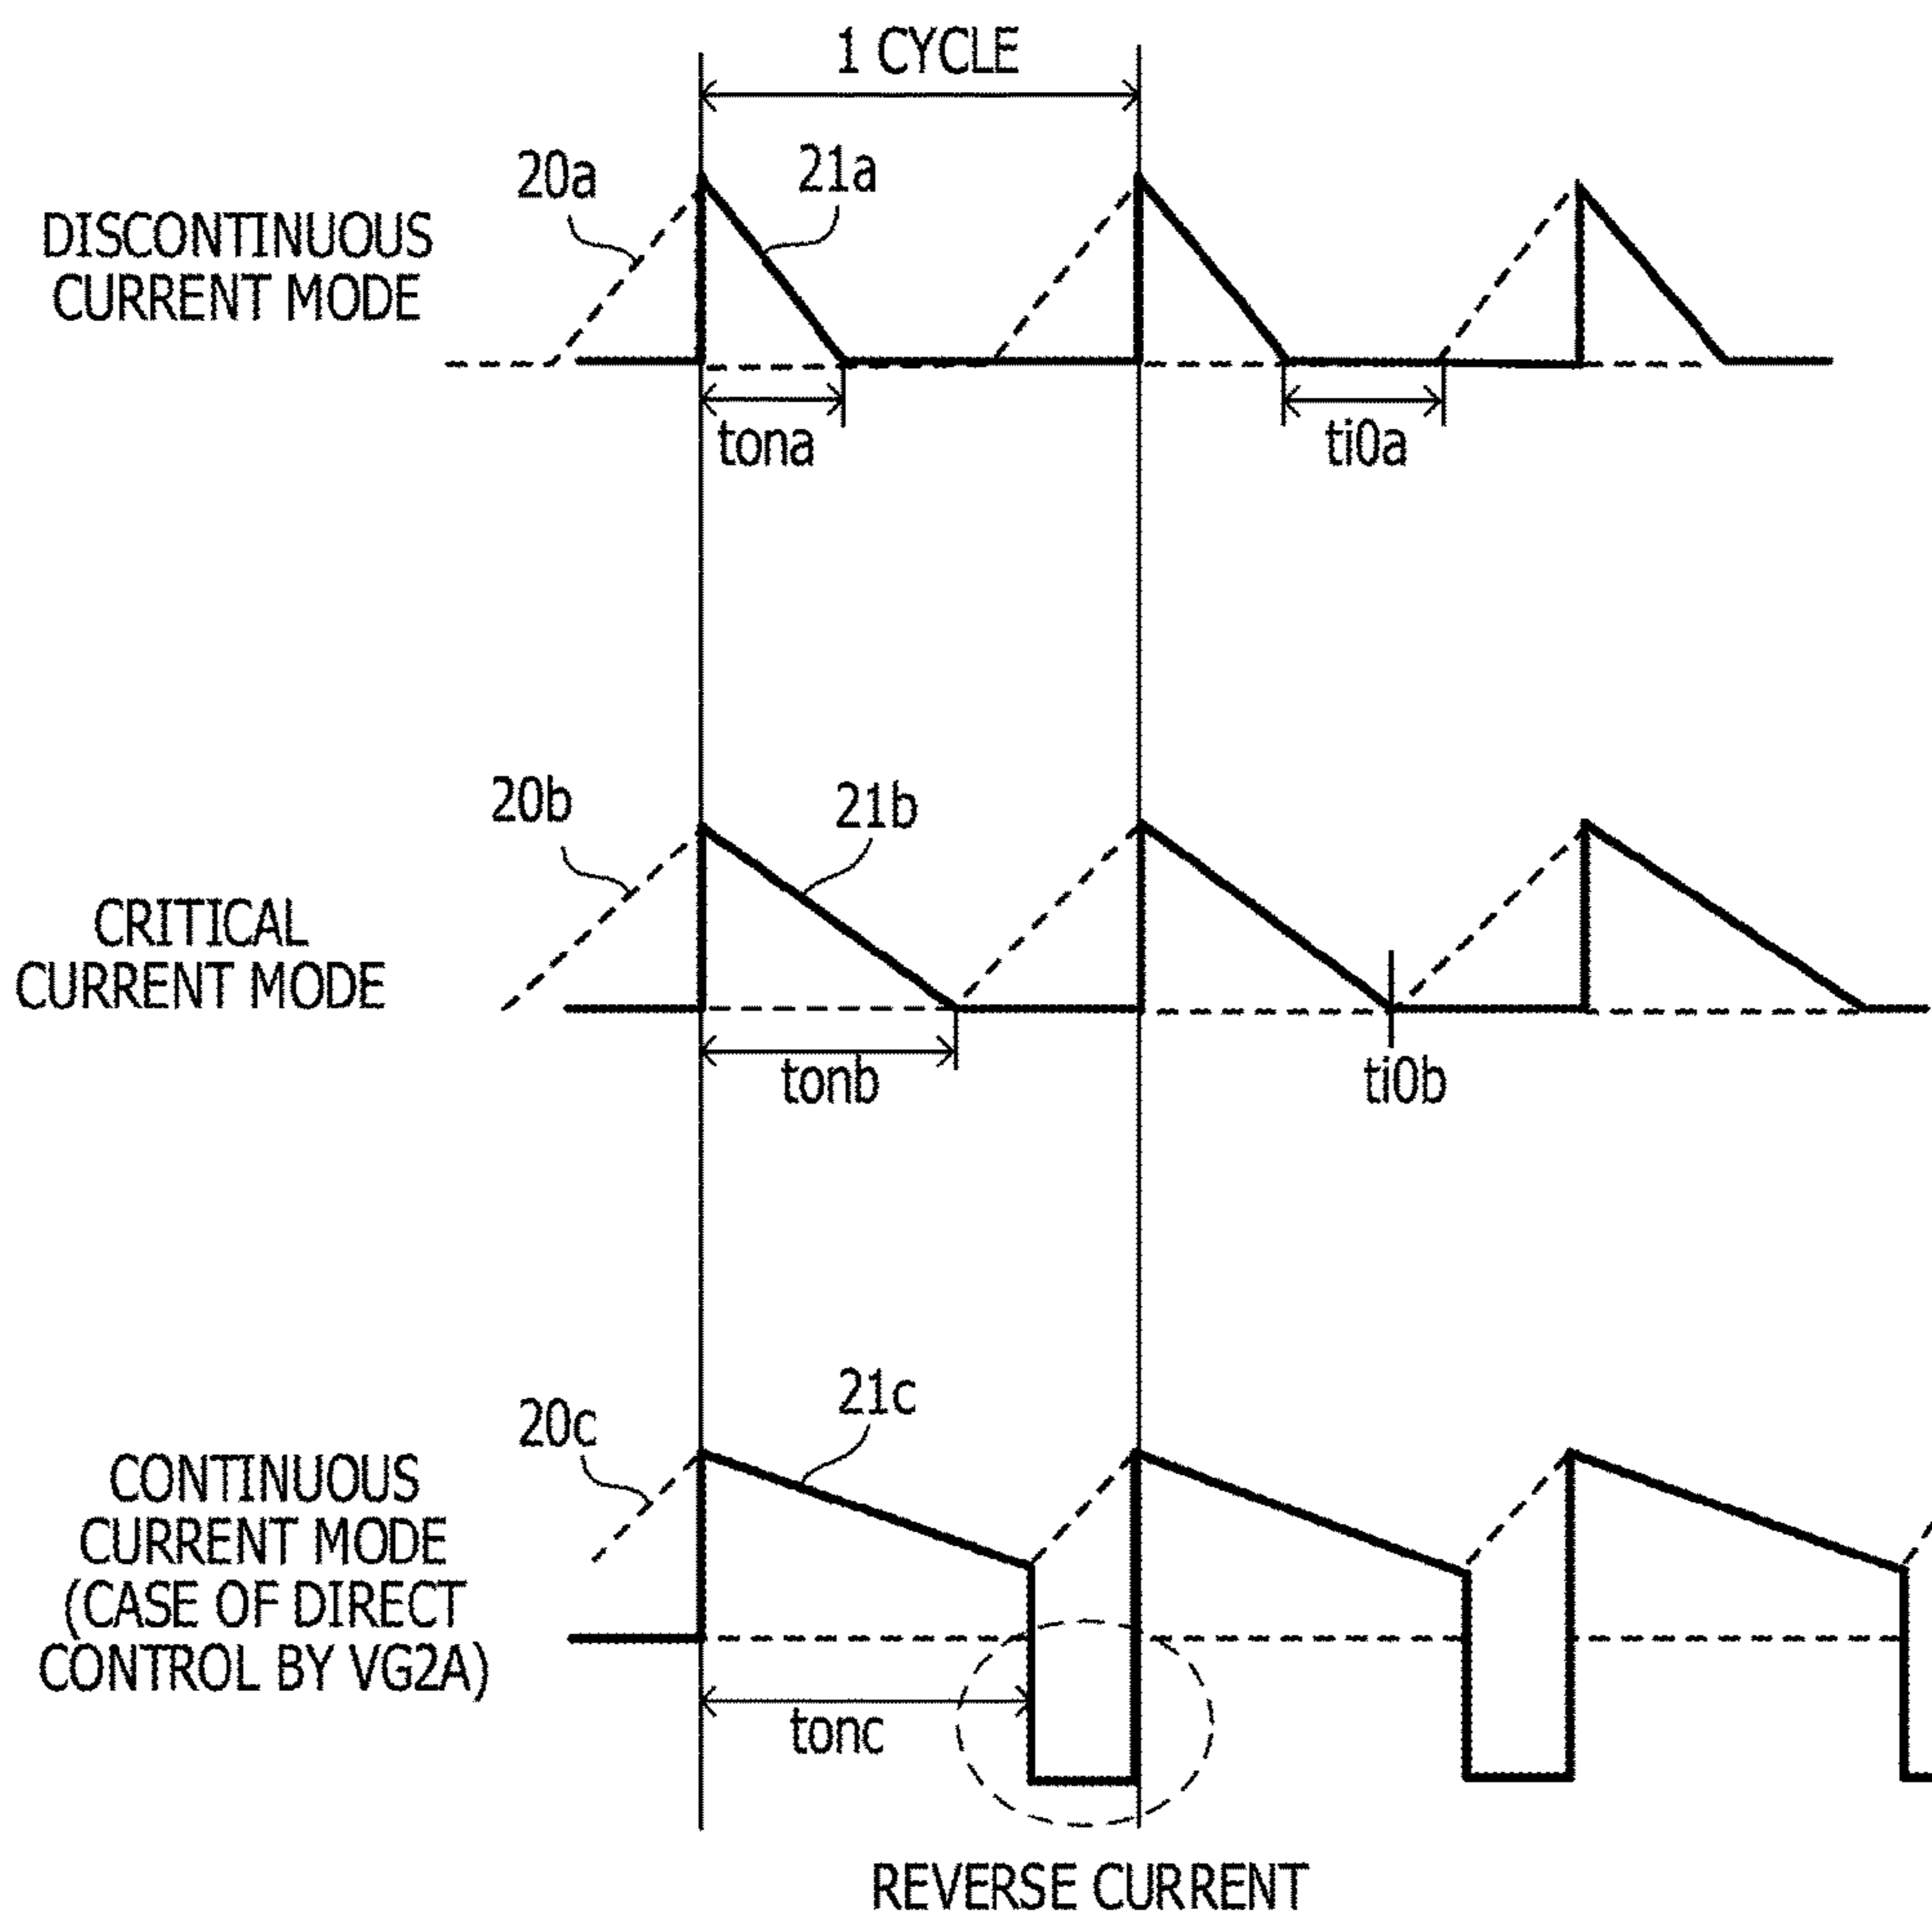 1 CYCLE
20a
21a
DISCONTINUOUS
CURRENT MODE
tona
ti0a
20b
21b
CRITICAL
CURRENT MODE
tonb
ti0b
20c
21c
CONTINUOUS
CURRENT MODE
(CASE OF DIRECT
CONTROL BY VG2A)
tonc
REVERSE CURRENT